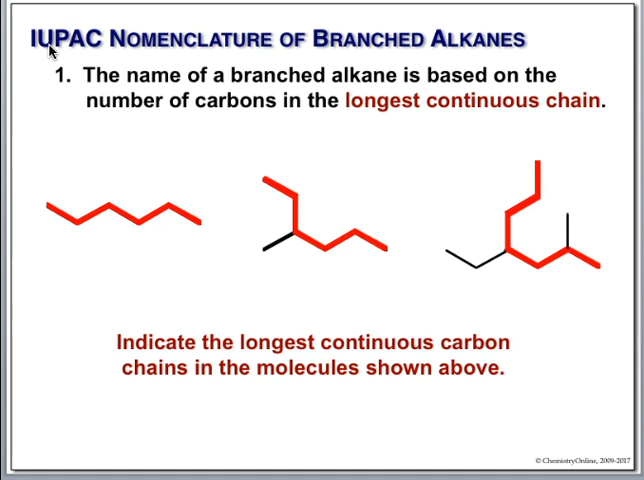 IUPAC NOMENCLATURE OF BRANCHED ALKANES
1. The name of a branched alkane is based on the
number of carbons in the longest continuous chain.
Indicate the longest continuous carbon
chains in the molecules shown above.
© ChemistryOnline, 2009-2017